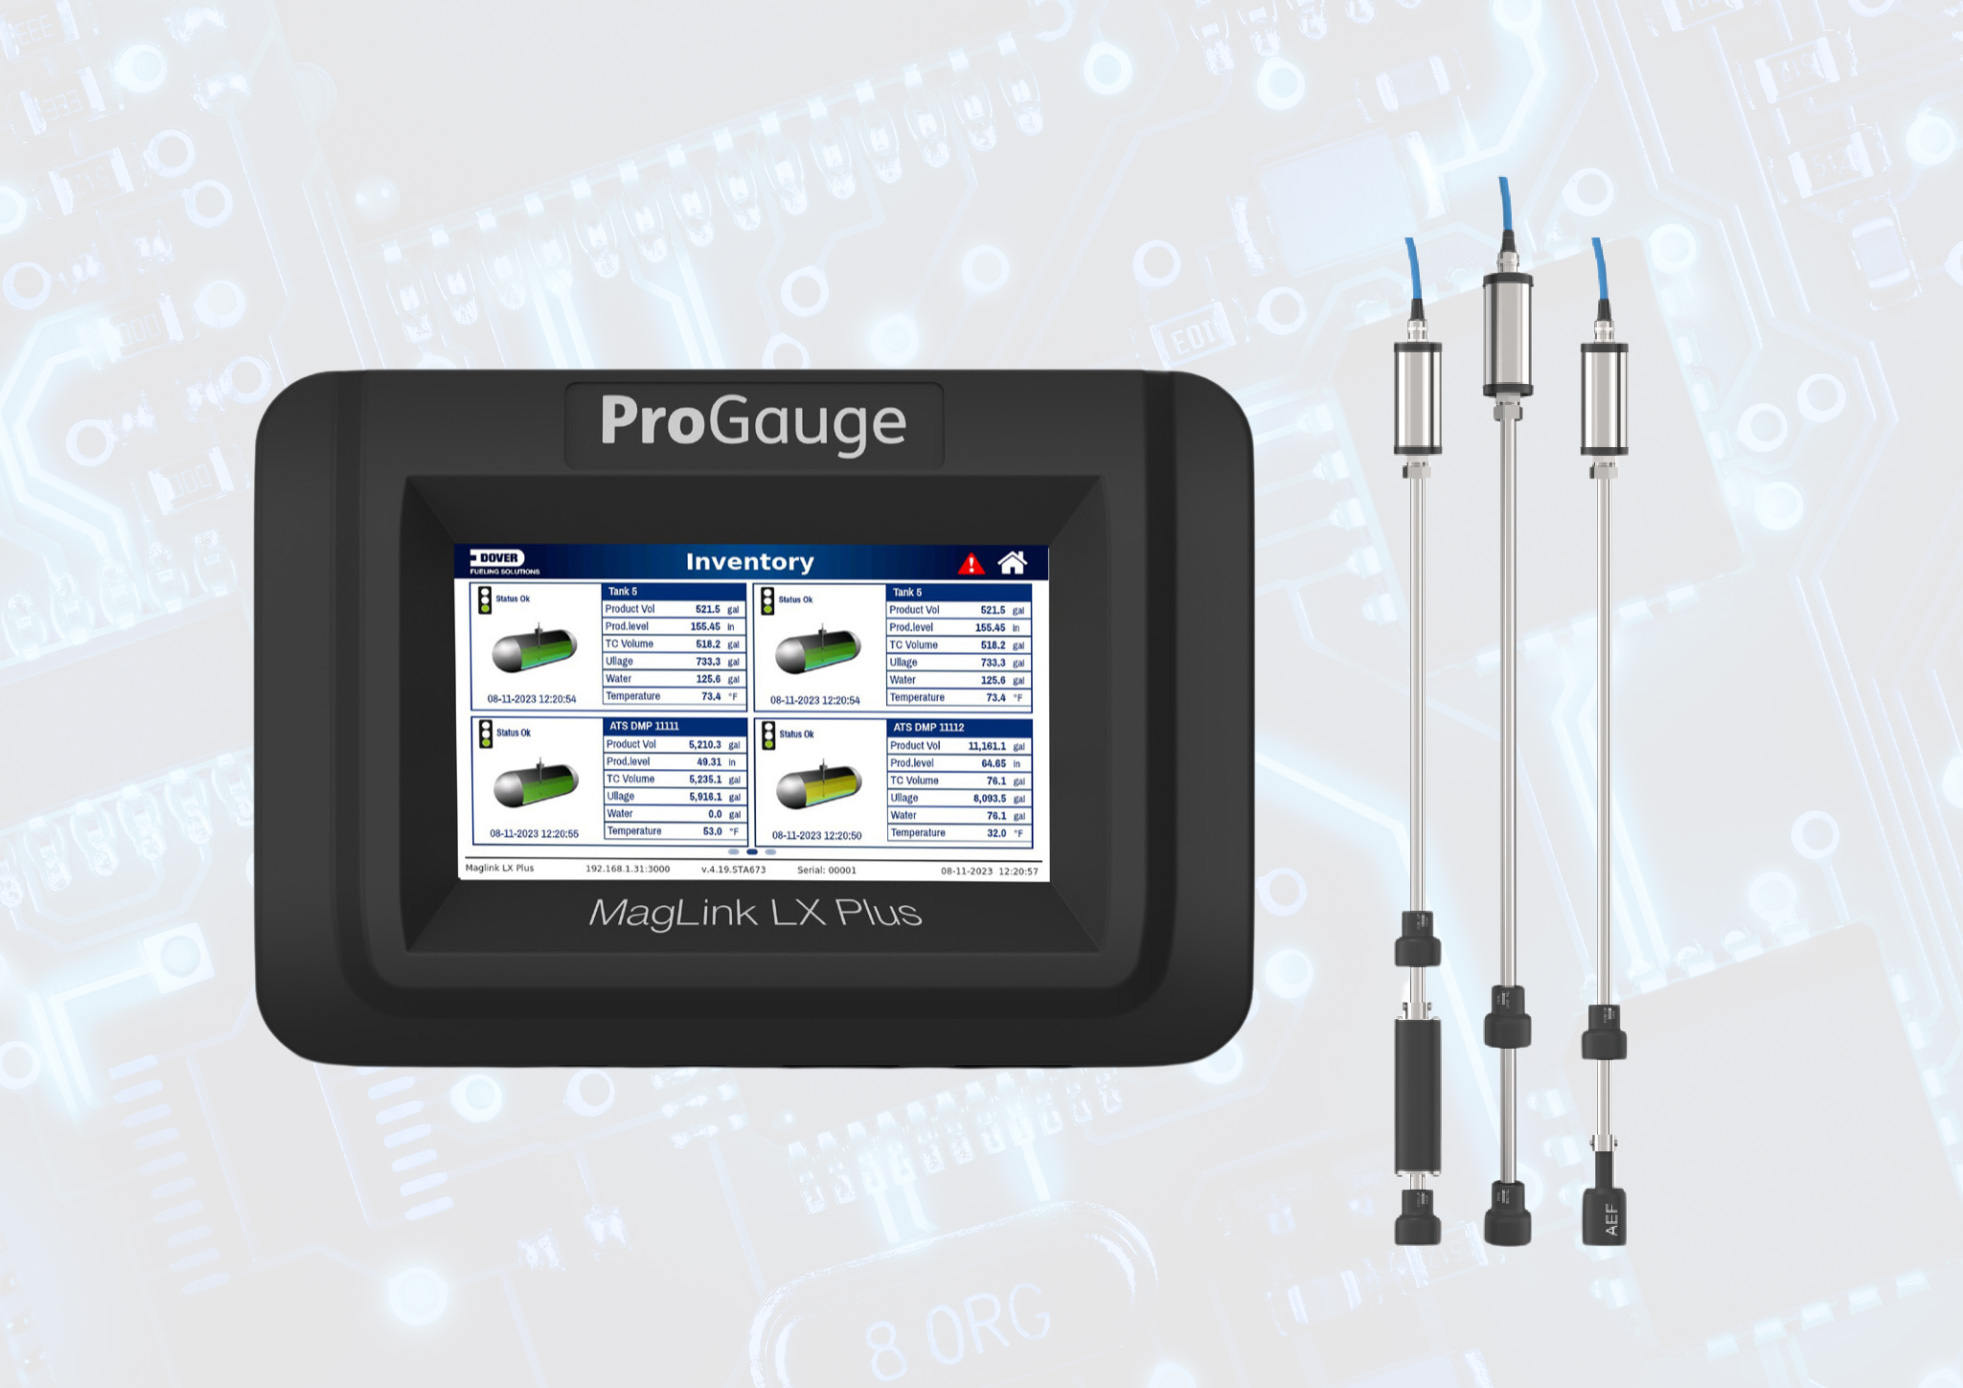 ProGauge
DOVER
FUELING SOLUTIONS
Inventory
Status Ok
Tank 5
Product Vol 521.5 gal
Prod.level 155.45 in
TC Volume 518.2 gal
Ullage 733.3 gal
Water 125.6 gal
Temperature 73.4 °F
08-11-2023 12:20:54
Status Ok
Tank 5
Product Vol 521.5 gal
Prod.level 155.45 in
TC Volume 518.2 gal
Ullage 733.3 gal
Water 125.6 gal
Temperature 73.4 °F
08-11-2023 12:20:54
Status Ok
ATS DMP 11111
Product Vol 5,210.3 gal
Prod.level 49.31 in
TC Volume 5,235.1 gal
Ullage 5,916.1 gal
Water 0.0 gal
Temperature 53.0 °F
08-11-2023 12:20:55
Status Ok
ATS DMP 11112
Product Vol 11,161.1 gal
Prod.level 64.65 in
TC Volume 76.1 gal
Ullage 8,093.5 gal
Water 76.1 gal
Temperature 32.0 °F
08-11-2023 12:20:50
Maglink LX Plus 192.168.1.31:3000 v.4.19.STA673 Serial: 00001 08-11-2023 12:20:57
MagLink LX Plus
AEF
8 0RG